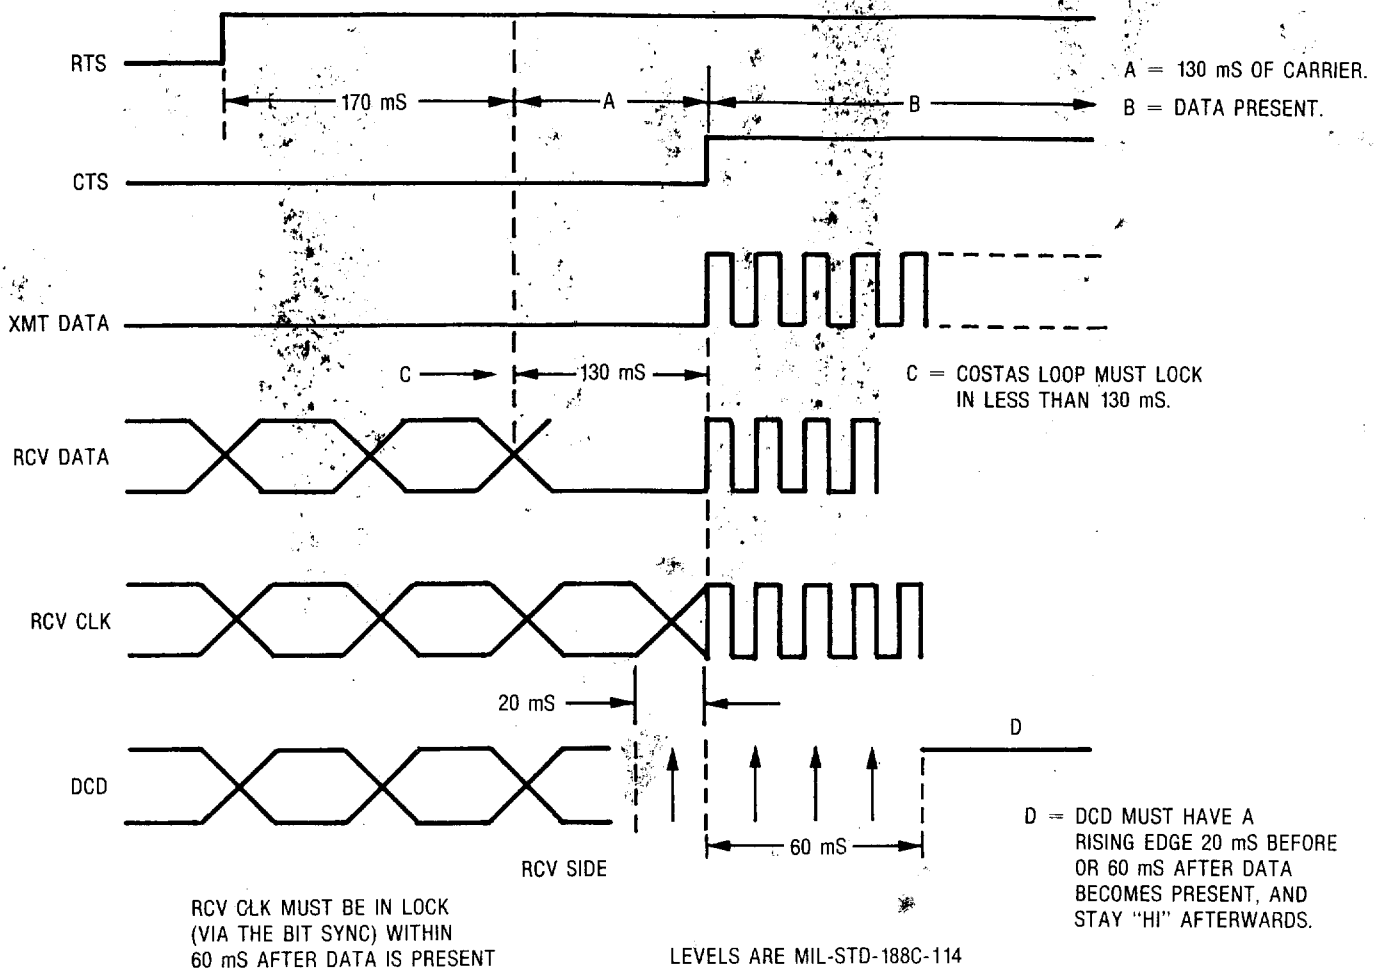 RTS
170 mS
A
B
A = 130 mS OF CARRIER.
B = DATA PRESENT.
CTS
XMT DATA
C
130 mS
C = COSTAS LOOP MUST LOCK
IN LESS THAN 130 mS.
RCV DATA
RCV CLK
20 mS
D
DCD
60 mS
D = DCD MUST HAVE A
RISING EDGE 20 mS BEFORE
OR 60 mS AFTER DATA
BECOMES PRESENT, AND
STAY "HI" AFTERWARDS.
RCV SIDE
RCV CLK MUST BE IN LOCK
(VIA THE BIT SYNC) WITHIN
60 mS AFTER DATA IS PRESENT
LEVELS ARE MIL-STD-188C-114